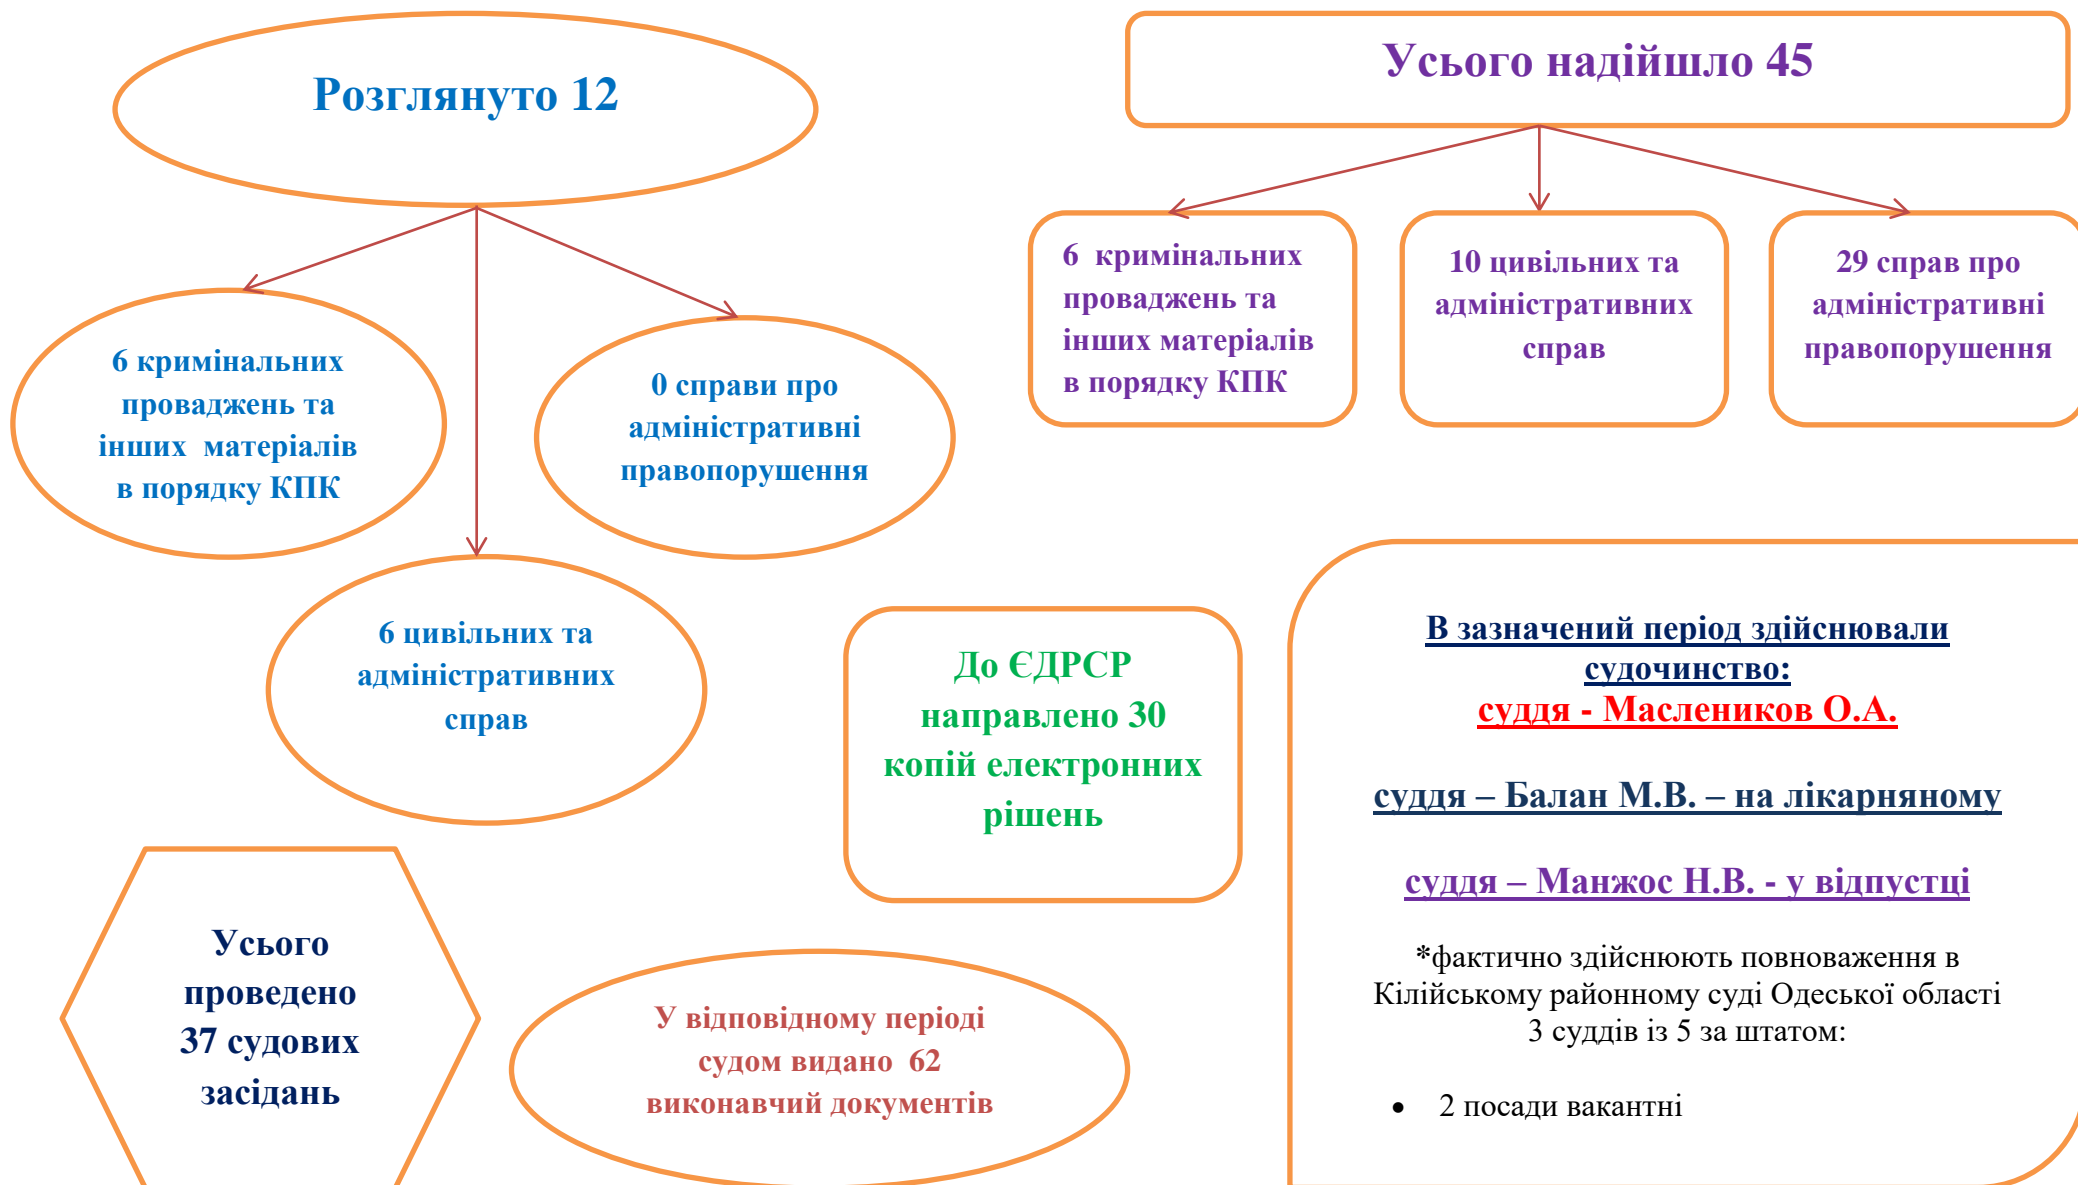 Розглянуто 12
6 кримінальних
проваджень та
інших матеріалів
в порядку КПК
0 справи про
адміністративні
правопорушення
6 цивільних та
адміністративних
справ
Усього надійшло 45
6 кримінальних
проваджень та
інших матеріалів
в порядку КПК
10 цивільних та
адміністративних
справ
29 справ про
адміністративні
правопорушення
До ЄДРСР
направлено 30
копій електронних
рішень
В зазначений період здійснювали
судочинство:
суддя - Маслеников О.А.
суддя – Балан М.В. – на лікарняному
суддя – Манжос Н.В. - у відпустці
*фактично здійснюють повноваження в
Кілійському районному суді Одеської області
3 суддів із 5 за штатом:
• 2 посади вакантні
Усього
проведено
37 судових
засідань
У відповідному періоді
судом видано 62
виконавчий документів